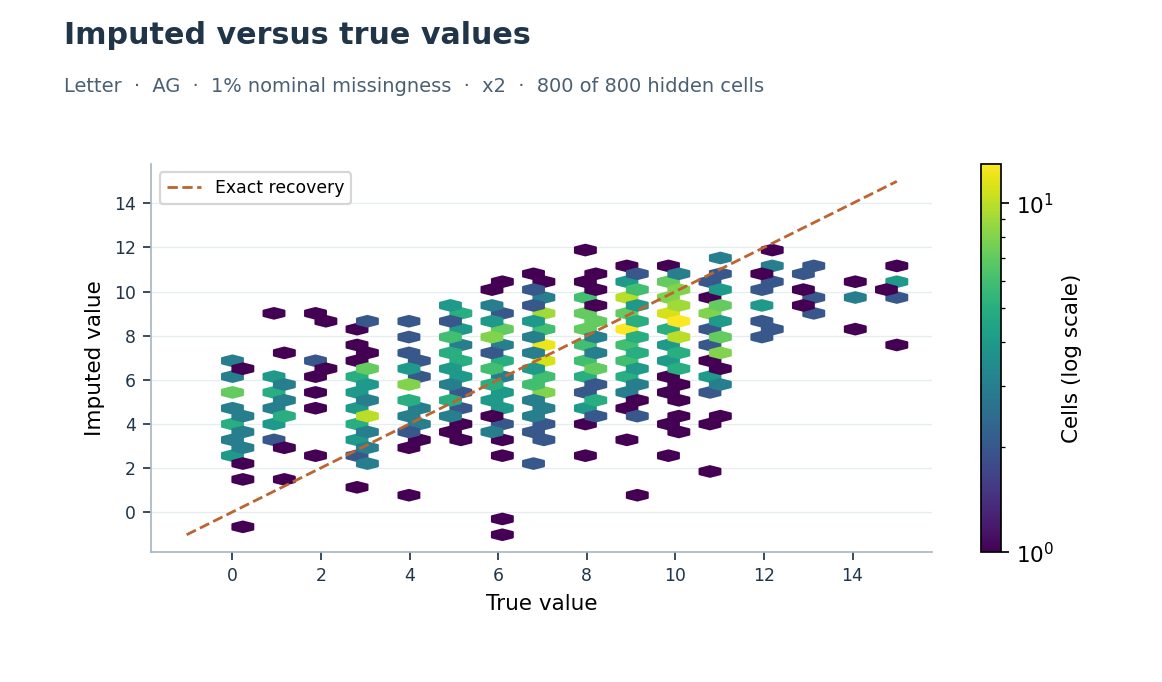 Imputed versus true values
Letter · AG · 1% nominal missingness · x2 · 800 of 800 hidden cells
Exact recovery
14
12
10
8
6
4
2
0
Imputed value
0 2 4 6 8 10 12 14
True value
10¹
10⁰
Cells (log scale)